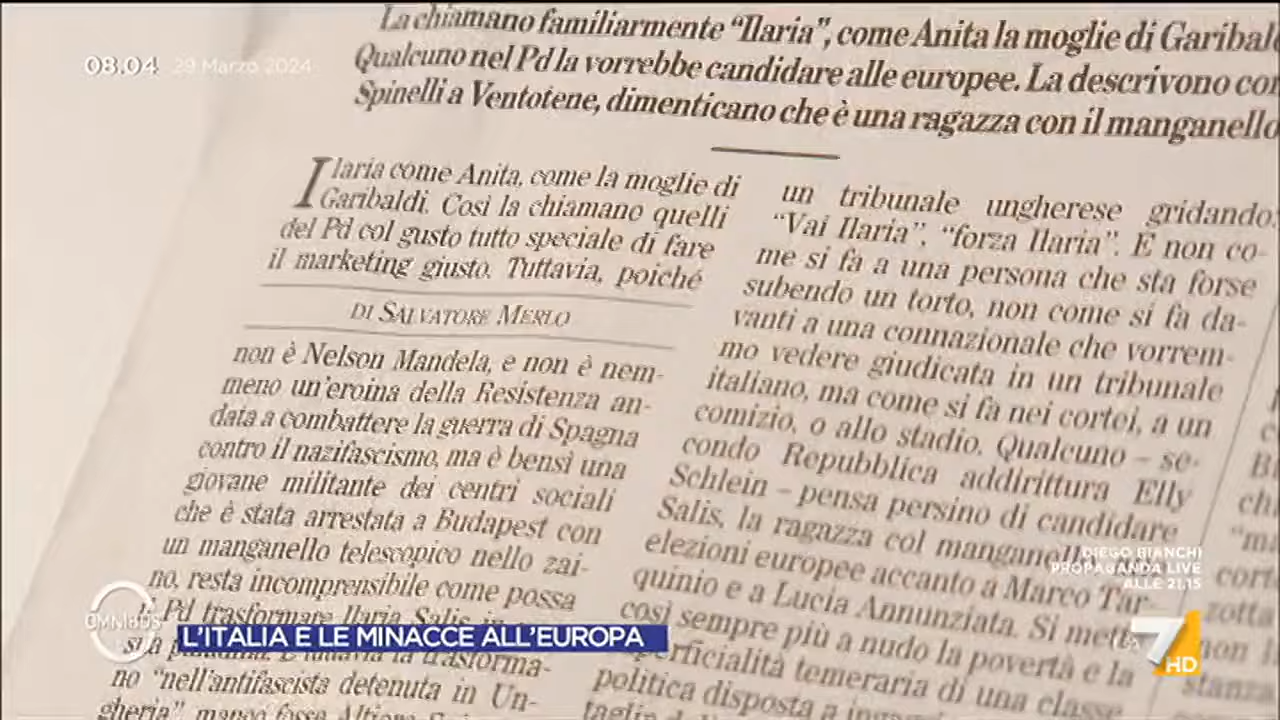 La chiamano familiarmente “Ilaria”, come Anita la moglie di
Qualcuno nel Pd la vorrebbe candidare alle europee. La descrivono
Spinelli a Ventotene, dimenticano che è una ragazza con il manganello
08.04 29 Marzo 2024
Ilaria come Anita, come la moglie di
Garibaldi. Così la chiamano quelli
del Pd col gusto tutto speciale di fare
il marketing giusto. Tuttavia, poiché
DI SALVATORE MERLO
non è Nelson Mandela, e non è nem-
meno un'eroina della Resistenza an-
data a combattere la guerra di Spagna
contro il nazifascismo, ma è bensì una
giovane militante dei centri sociali
che è stata arrestata a Budapest con
un manganello telescopico nello zai-
no, resta incomprensibile come possa
il Pd trasformare Ilaria Salis in
trasforma-
no “nell'antifascista detenuta in Un-
gheria”,
un tribunale ungherese gridando:
“Vai Ilaria”, “forza Ilaria”. E non co-
me si fa a una persona che sta forse
subendo un torto, non come si fa da-
vanti a una connazionale che vorrem-
mo vedere giudicata in un tribunale
italiano, ma come si fa nei cortei, a un
comizio, o allo stadio. Qualcuno – se-
condo Repubblica addirittura Elly
Schlein – pensa persino di candidare
Salis, la ragazza col
elezioni europee accanto a Marco Tar-
quinio e a Lucia Annunziata. Si
così sempre più a nudo la povertà e la
temeraria di una classe
politica disposta a
DIEGO BIANCHI
PROPAGANDA LIVE
ALLE 21.15
OMNIBUS
L'ITALIA E LE MINACCE ALL'EUROPA
7
HD